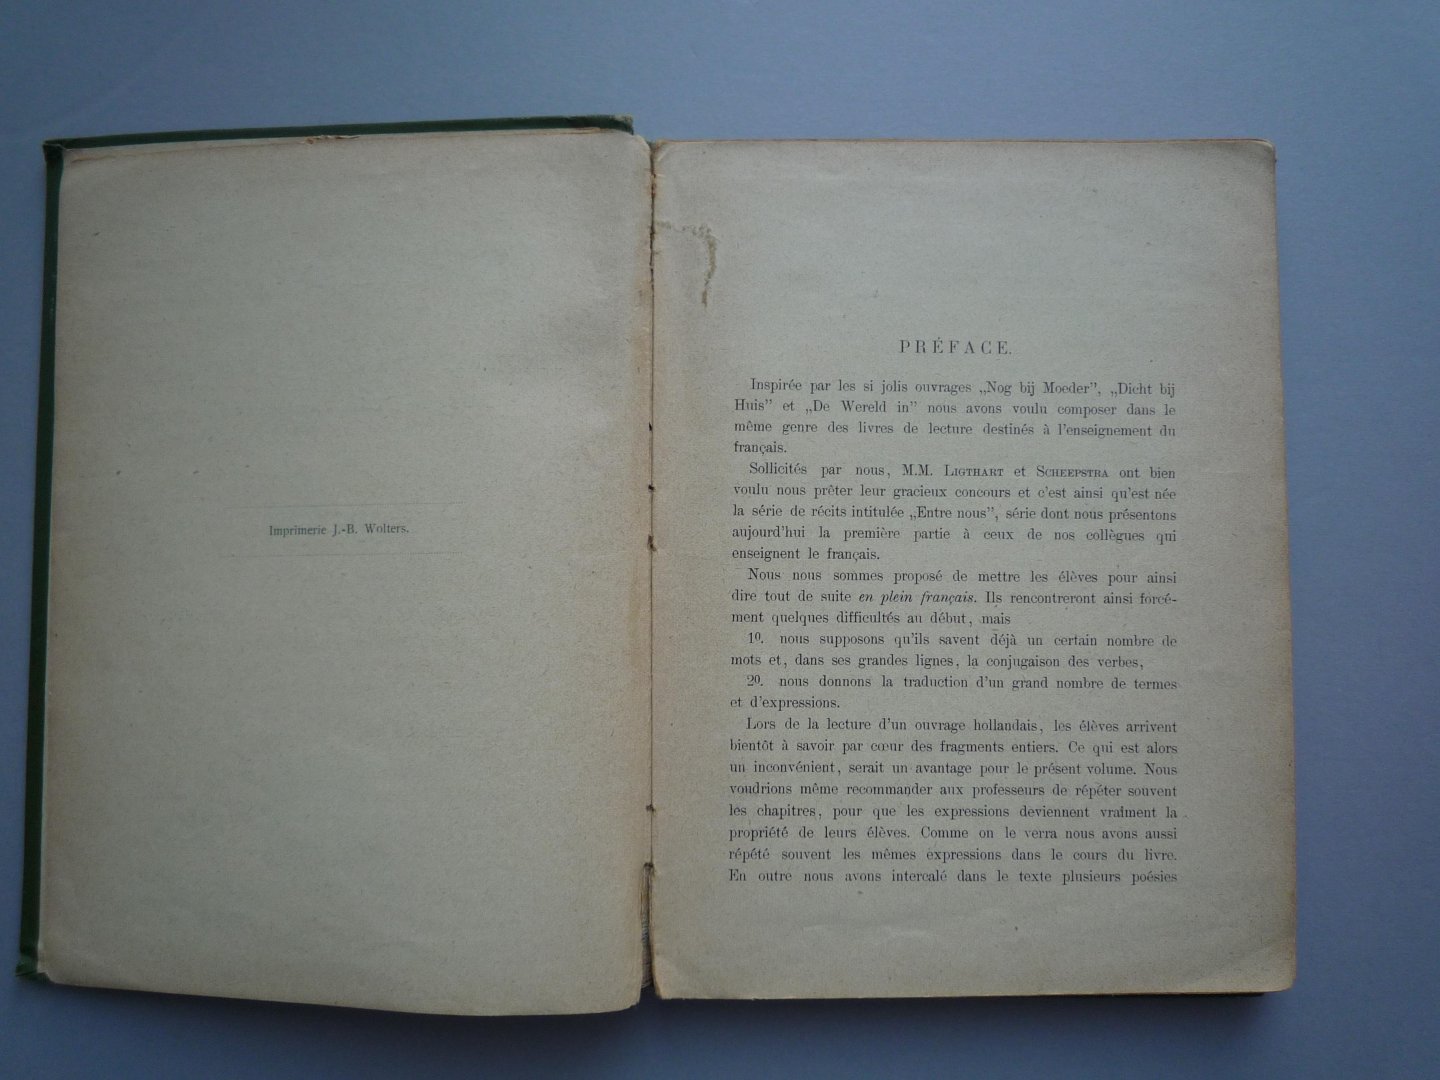 Imprimerie J.-B. Wolters.
PRÉFACE.
Inspirée par les si jolis ouvrages „Nog bij Moeder”, „Dicht bij
Huis” et „De Wereld in” nous avons voulu composer dans le
même genre des livres de lecture destinés à l'enseignement du
français.
Sollicités par nous, M.M. LIGTHART et SCHEEPSTRA ont bien
voulu nous prêter leur gracieux concours et c'est ainsi qu'est née
la série de récits intitulée „Entre nous”, série dont nous présentons
aujourd'hui la première partie à ceux de nos collègues qui
enseignent le français.
Nous nous sommes proposé de mettre les élèves pour ainsi
dire tout de suite en plein français. Ils rencontreront ainsi forcé-
ment quelques difficultés au début, mais
1º. nous supposons qu'ils savent déjà un certain nombre de
mots et, dans ses grandes lignes, la conjugaison des verbes,
2º. nous donnons la traduction d'un grand nombre de termes
et d'expressions.
Lors de la lecture d'un ouvrage hollandais, les élèves arrivent
bientôt à savoir par cœur des fragments entiers. Ce qui est alors
un inconvénient, serait un avantage pour le présent volume. Nous
voudrions même recommander aux professeurs de répéter souvent
les chapitres, pour que les expressions deviennent vraiment la
propriété de leurs élèves. Comme on le verra nous avons aussi
répété souvent les mêmes expressions dans le cours du livre.
En outre nous avons intercalé dans le texte plusieurs poésies